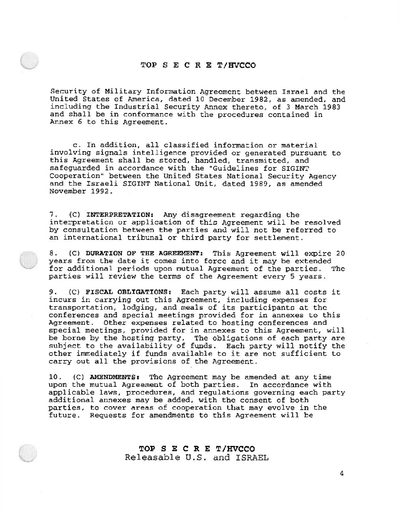 TOP S E C R E T/HVCCO
Security of Military Information Agreement between Israel and the
United States of America, dated 10 December 1982, as amended, and
including the Industrial Security Annex thereto, of 3 March 1983
and shall be in conformance with the procedures contained in
Annex 6 to this Agreement.
c. In addition, all classified information or material
involving signals intelligence provided or generated pursuant to
this Agreement shall be stored, handled, transmitted, and
safeguarded in accordance with the "Guidelines for SIGINT
Cooperation" between the United States National Security Agency
and the Israeli SIGINT National Unit, dated 1989, as amended
November 1992.
7. (C) INTERPRETATION: Any disagreement regarding the
interpretation or application of this Agreement will be resolved
by consultation between the parties and will not be referred to
an international tribunal or third party for settlement.
8. (C) DURATION OF THE AGREEMENT: This Agreement will expire 20
years from the date it comes into force and it may be extended
for additional periods upon mutual Agreement of the parties. The
parties will review the terms of the Agreement every 5 years.
9. (C) FISCAL OBLIGATIONS: Each party will assume all costs it
incurs in carrying out this Agreement, including expenses for
transportation, lodging, and meals of its participants at the
conferences and special meetings provided for in annexes to this
Agreement. Other expenses related to hosting conferences and
special meetings, provided for in annexes to this Agreement, will
be borne by the hosting party. The obligations of each party are
subject to the availability of funds. Each party will notify the
other immediately if funds available to it are not sufficient to
carry out all the provisions of the Agreement.
10. (C) AMENDMENTS: The Agreement may be amended at any time
upon the mutual Agreement of both parties. In accordance with
applicable laws, procedures, and regulations governing each party
additional annexes may be added, with the consent of both
parties, to cover areas of cooperation that may evolve in the
future. Requests for amendments to this Agreement will be
TOP S E C R E T/HVCCO
Releasable U.S. and ISRAEL
4